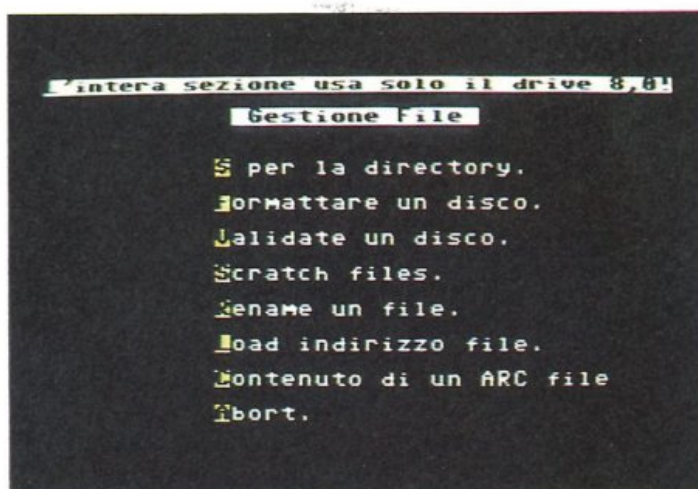 L'intera sezione usa solo il drive 8,0!
Gestione File
$ per la directory.
Formattare un disco.
Validate un disco.
Scratch files.
Rename un file.
Load indirizzo file.
Contenuto di un ARC file
Abort.